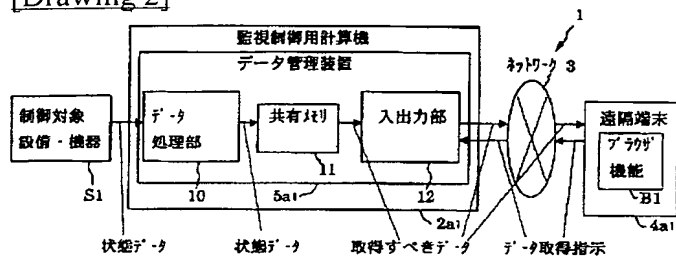 [Drawing 2]
1
監視制御用計算機
データ管理装置
ネットワーク 3
制御対象
設備・機器
データ
処理部
共有メモリ
入出力部
遠隔端末
ブラウザ
機能
S1
10
11
12
B1
5a1
2a1
4a1
状態データ
状態データ
取得すべきデータ
データ取得指示